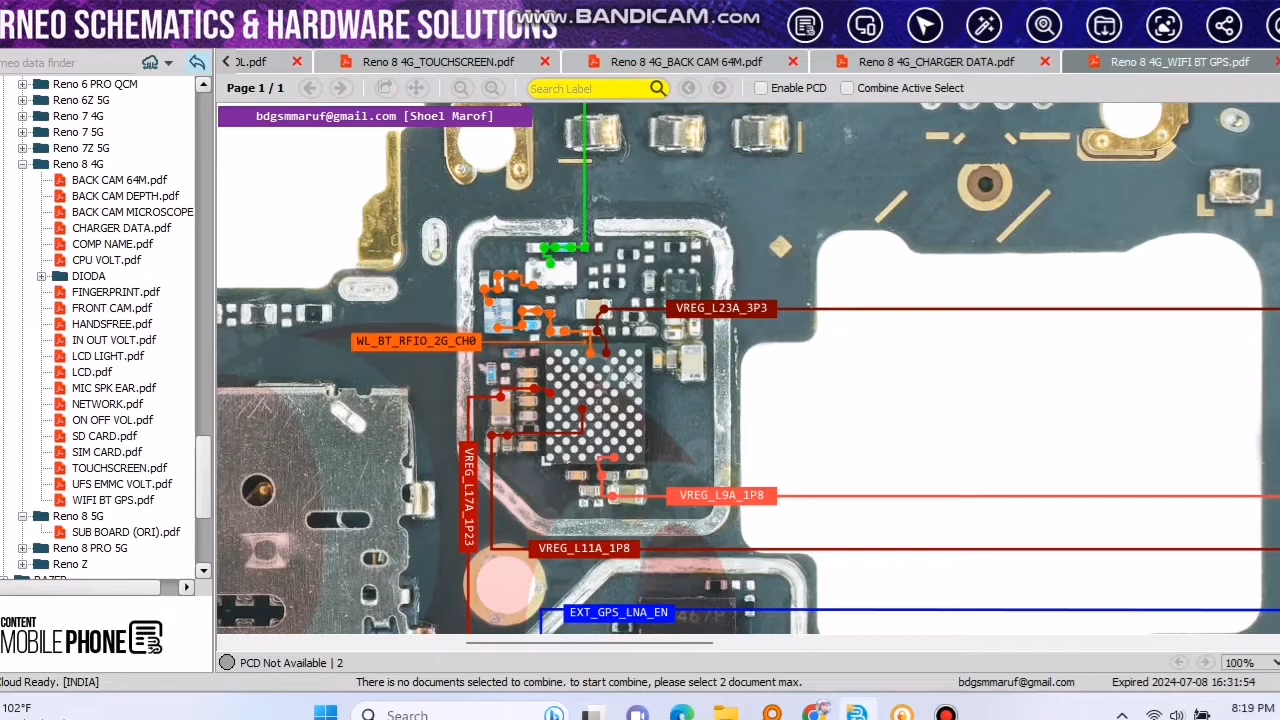 RNEO SCHEMATICS & HARDWARE SOLUTIONS
www.BANDICAM.com
rneo data finder
OL.pdf
Reno 8 4G_TOUCHSCREEN.pdf
Reno 8 4G_BACK CAM 64M.pdf
Reno 8 4G_CHARGER DATA.pdf
Reno 8 4G_WIFI BT GPS.pdf
Page 1 / 1
Search Label
Enable PCD
Combine Active Select
bdgsmmaruf@gmail.com [Shoel Marof]
Reno 6 PRO QCM
Reno 6Z 5G
Reno 7 4G
Reno 7 5G
Reno 7Z 5G
Reno 8 4G
BACK CAM 64M.pdf
BACK CAM DEPTH.pdf
BACK CAM MICROSCOPE
CHARGER DATA.pdf
COMP NAME.pdf
CPU VOLT.pdf
DIODA
FINGERPRINT.pdf
FRONT CAM.pdf
HANDSFREE.pdf
IN OUT VOLT.pdf
LCD LIGHT.pdf
LCD.pdf
MIC SPK EAR.pdf
NETWORK.pdf
ON OFF VOL.pdf
SD CARD.pdf
SIM CARD.pdf
TOUCHSCREEN.pdf
UFS EMMC VOLT.pdf
WIFI BT GPS.pdf
Reno 8 5G
SUB BOARD (ORI).pdf
Reno 8 PRO 5G
Reno Z
VREG_L23A_3P3
WL_BT_RFIO_2G_CH0
VREG_L17A_1P23
VREG_L9A_1P8
VREG_L11A_1P8
EXT_GPS_LNA_EN
CONTENT
MOBILE PHONE
PCD Not Available | 2
100%
Cloud Ready. [INDIA]
There is no documents selected to combine. to start combine, please select 2 document max.
bdgsmmaruf@gmail.com
Expired 2024-07-08 16:31:54
102°F
Search
8:19 PM